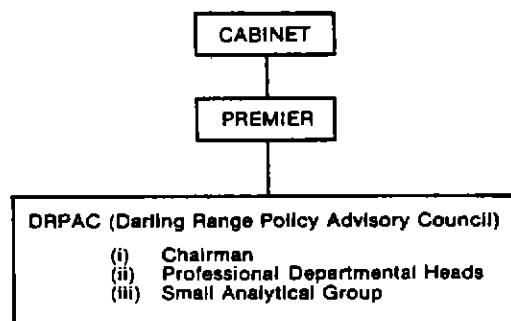 CABINET
PREMIER
DRPAC (Darling Range Policy Advisory Council)
(i) Chairman
(ii) Professional Departmental Heads
(iii) Small Analytical Group